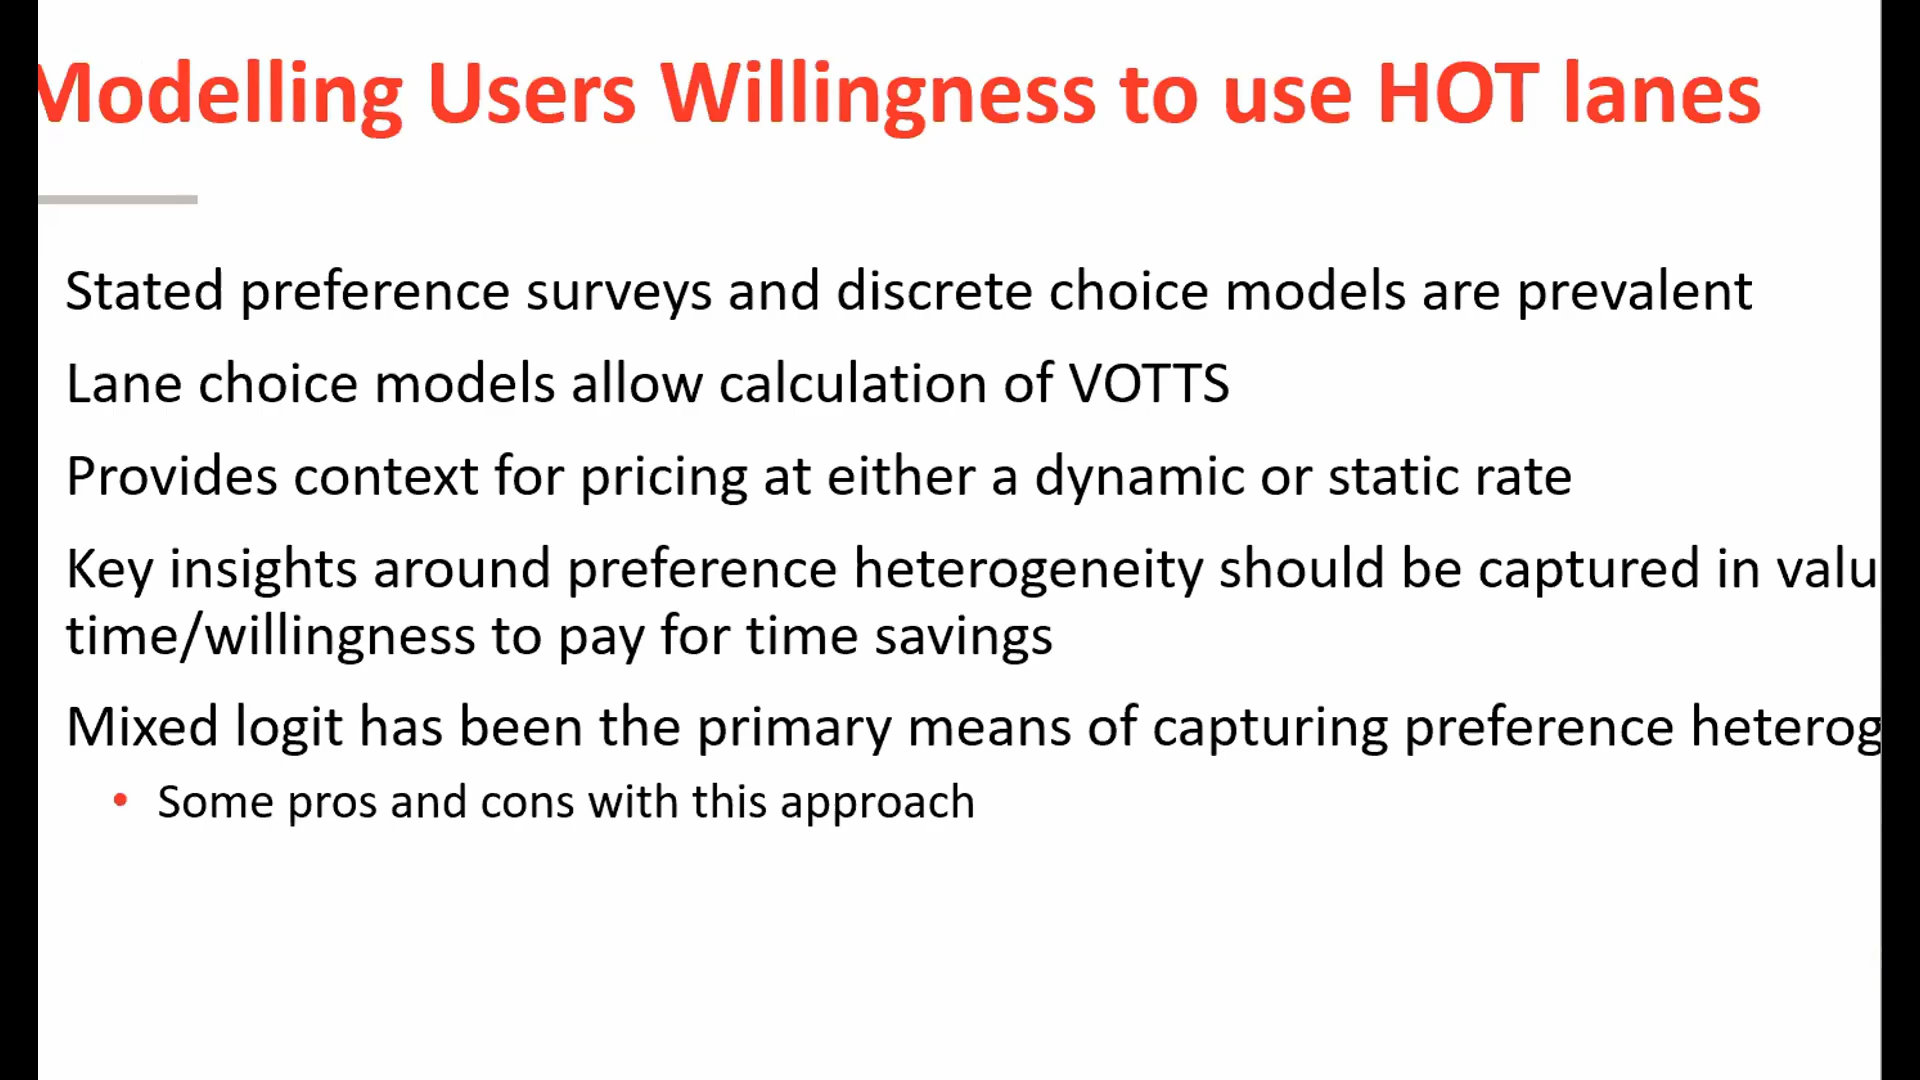 Modelling Users Willingness to use HOT lanes
Stated preference surveys and discrete choice models are prevalent
Lane choice models allow calculation of VOTTS
Provides context for pricing at either a dynamic or static rate
Key insights around preference heterogeneity should be captured in valu
time/willingness to pay for time savings
Mixed logit has been the primary means of capturing preference heterog
• Some pros and cons with this approach